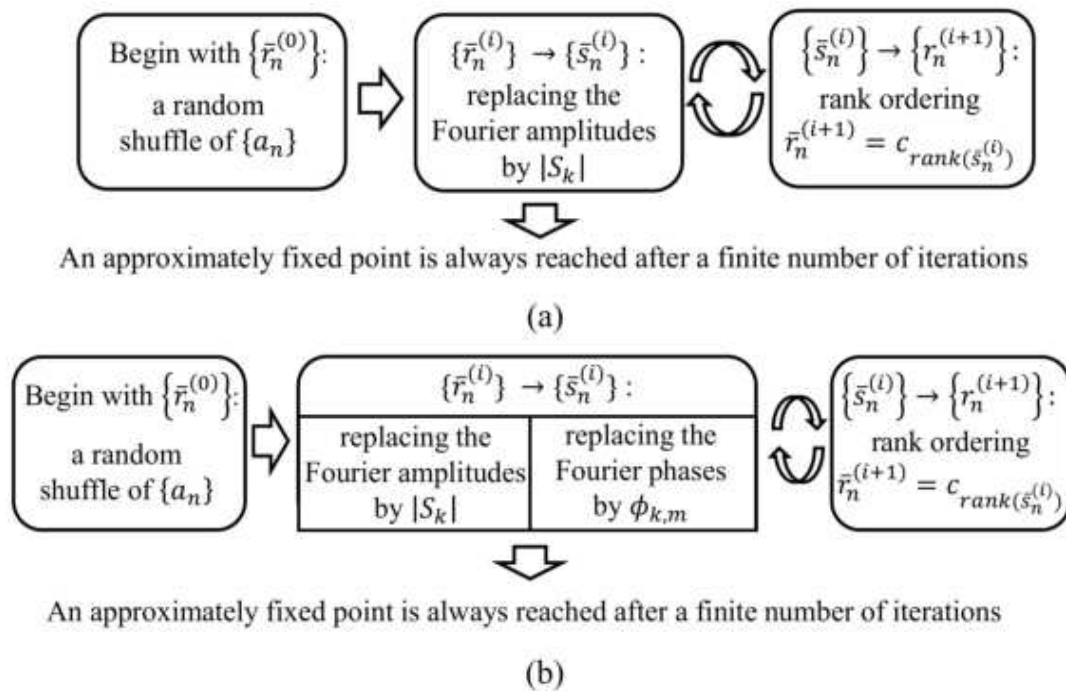 Begin with {r̄ₙ⁽⁰⁾}:
a random
shuffle of {aₙ}
{r̄ₙ⁽ⁱ⁾} → {s̄ₙ⁽ⁱ⁾} :
replacing the
Fourier amplitudes
by |Sₖ|
{s̄ₙ⁽ⁱ⁾} → {rₙ⁽ⁱ⁺¹⁾}:
rank ordering
r̄ₙ⁽ⁱ⁺¹⁾ = c_rank(s̄ₙ⁽ⁱ⁾)
An approximately fixed point is always reached after a finite number of iterations
(a)
Begin with {r̄ₙ⁽⁰⁾}:
a random
shuffle of {aₙ}
{r̄ₙ⁽ⁱ⁾} → {s̄ₙ⁽ⁱ⁾} :
replacing the
Fourier amplitudes
by |Sₖ|
replacing the
Fourier phases
by ϕ_k,m
{s̄ₙ⁽ⁱ⁾} → {rₙ⁽ⁱ⁺¹⁾}:
rank ordering
r̄ₙ⁽ⁱ⁺¹⁾ = c_rank(s̄ₙ⁽ⁱ⁾)
An approximately fixed point is always reached after a finite number of iterations
(b)